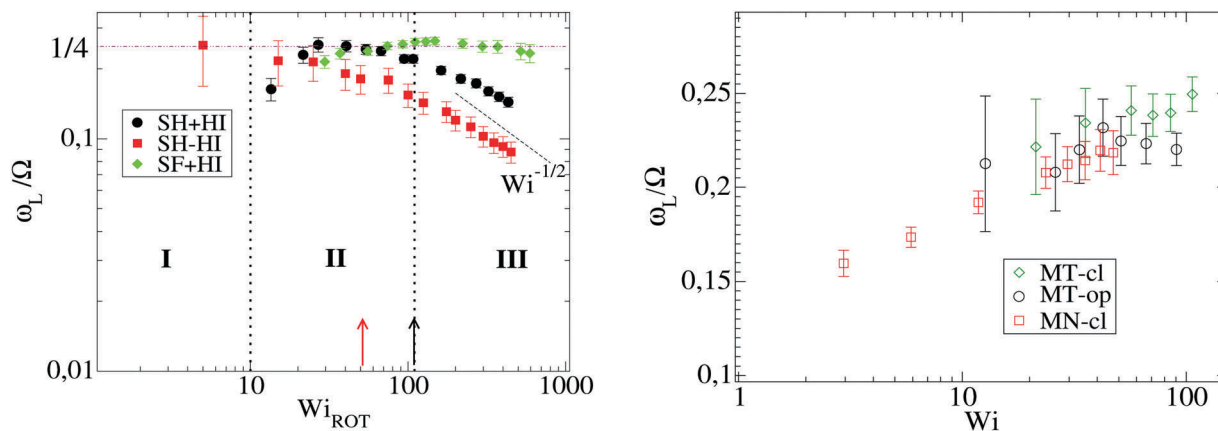 1/4
0.1
0,01
ω_L/Ω
SH+HI
SH-HI
SF+HI
Wi^-1/2
I
II
III
10
100
1000
Wi_ROT
0,25
0,2
0,15
0,1
ω_L/Ω
MT-cl
MT-op
MN-cl
1
10
100
Wi